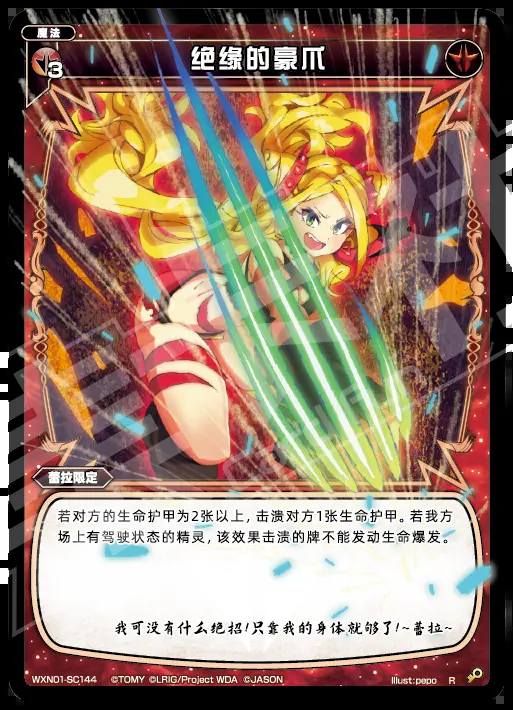 魔法
3
绝缘的豪爪
蕾拉限定
若对方的生命护甲为2张以上,击溃对方1张生命护甲。若我方
场上有驾驶状态的精灵,该效果击溃的牌不能发动生命爆发。
我可没有什么绝招!只靠我的身体就够了!~蕾拉~
WXN01-SC144 ©TOMY ©LRIG/Project WDA ©JASON Illust:pepo R